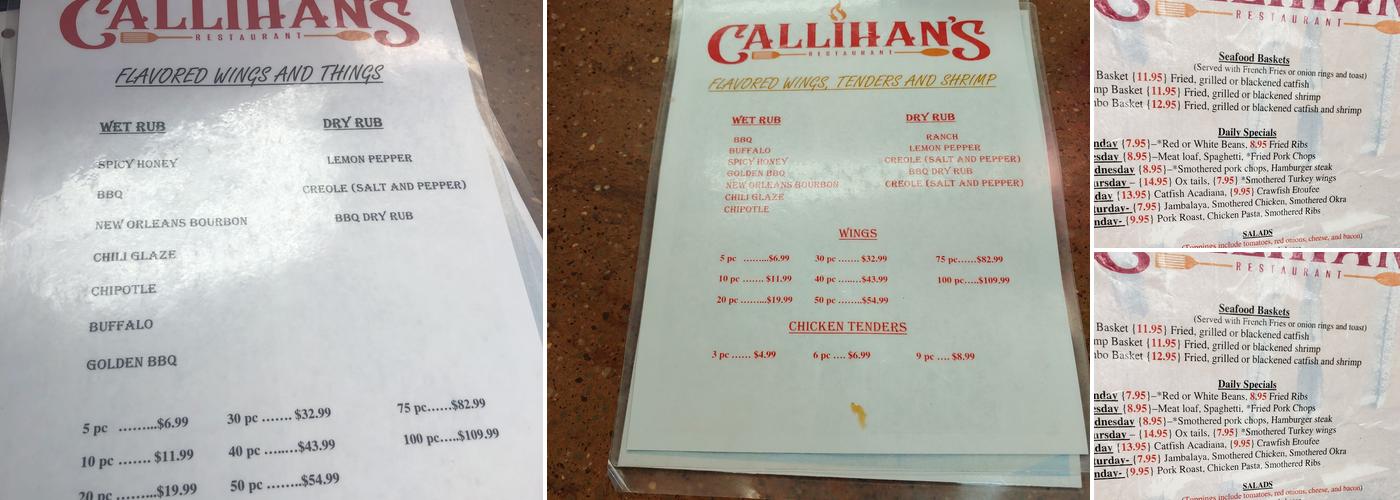 CALLIHAN'S
RESTAURANT
FLAVORED WINGS AND THINGS
WET RUB
SPICY HONEY
BBQ
NEW ORLEANS BOURBON
CHILI GLAZE
CHIPOTLE
BUFFALO
GOLDEN BBQ
DRY RUB
LEMON PEPPER
CREOLE (SALT AND PEPPER)
BBQ DRY RUB
5 pc .........$6.99 30 pc ....... $32.99 75 pc......$82.99
10 pc ....... $11.99 40 pc ........$43.99 100 pc.....$109.99
20 pc .........$19.99 50 pc .......$54.99
CALLIHAN'S
RESTAURANT
FLAVORED WINGS, TENDERS AND SHRIMP
WET RUB
BBQ
BUFFALO
SPICY HONEY
GOLDEN BBQ
NEW ORLEANS BOURBON
CHILI GLAZE
CHIPOTLE
DRY RUB
RANCH
LEMON PEPPER
CREOLE (SALT AND PEPPER)
BBQ DRY RUB
CREOLE (SALT AND PEPPER)
WINGS
5 pc .........$6.99 30 pc ....... $32.99 75 pc......$82.99
10 pc ....... $11.99 40 pc ........$43.99 100 pc.....$109.99
20 pc .........$19.99 50 pc .......$54.99
CHICKEN TENDERS
3 pc ...... $4.99 6 pc .... $6.99 9 pc .... $8.99
RESTAURANT
Seafood Baskets
(Served with French Fries or onion rings and toast)
Basket {11.95} Fried, grilled or blackened catfish
mp Basket {11.95} Fried, grilled or blackened shrimp
nbo Basket {12.95} Fried, grilled or blackened catfish and shrimp
Daily Specials
nday {7.95}–*Red or White Beans, 8.95 Fried Ribs
esday {8.95}–Meat loaf, Spaghetti, *Fried Pork Chops
dnesday {8.95}–*Smothered pork chops, Hamburger steak
ursday – {14.95} Ox tails, {7.95} *Smothered Turkey wings
day {13.95} Catfish Acadiana, {9.95} Crawfish Etoufee
turday- {7.95} Jambalaya, Smothered Chicken, Smothered Okra
nday- {9.95} Pork Roast, Chicken Pasta, Smothered Ribs
SALADS
(Toppings include tomatoes, red onions, cheese, and bacon)
RESTAURANT
Seafood Baskets
(Served with French Fries or onion rings and toast)
Basket {11.95} Fried, grilled or blackened catfish
mp Basket {11.95} Fried, grilled or blackened shrimp
nbo Basket {12.95} Fried, grilled or blackened catfish and shrimp
Daily Specials
nday {7.95}–*Red or White Beans, 8.95 Fried Ribs
esday {8.95}–Meat loaf, Spaghetti, *Fried Pork Chops
dnesday {8.95}–*Smothered pork chops, Hamburger steak
ursday – {14.95} Ox tails, {7.95} *Smothered Turkey wings
day {13.95} Catfish Acadiana, {9.95} Crawfish Etoufee
turday- {7.95} Jambalaya, Smothered Chicken, Smothered Okra
nday- {9.95} Pork Roast, Chicken Pasta, Smothered Ribs
SALADS
(Toppings include tomatoes, red onions, cheese, and bacon)